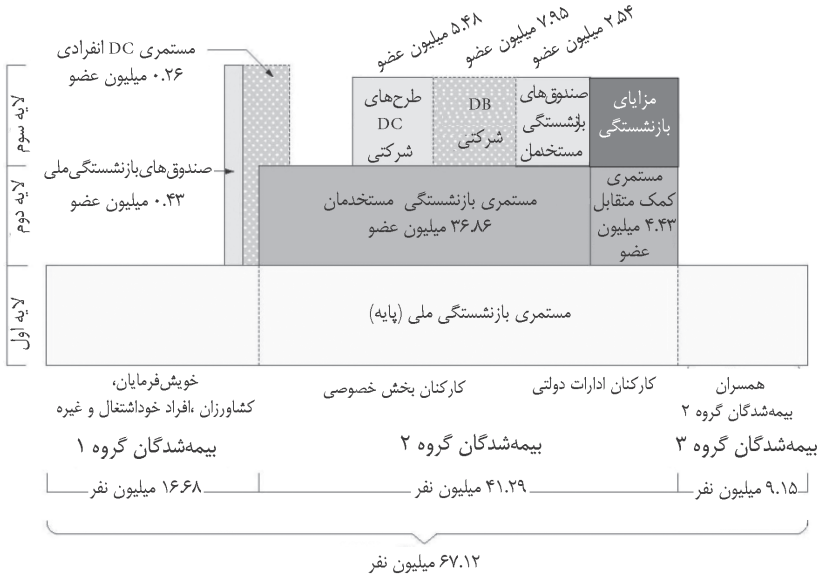 ۵.۴۸ میلیون عضو
۷.۹۵ میلیون عضو
۲.۵۴ میلیون عضو
مستمری DC انفرادی
۰.۲۶ میلیون عضو
صندوق‌های بازنشستگی ملی
۰.۴۳ میلیون عضو
لایه سوم
لایه دوم
لایه اول
طرح‌های
DC
شرکتی
DB
شرکتی
صندوق‌های
بازنشستگی
مستخدمان
مزایای
بازنشستگی
مستمری بازنشستگی مستخدمان
۳۶.۸۶ میلیون عضو
مستمری
کمک متقابل
۴.۴۳ میلیون
عضو
مستمری بازنشستگی ملی (پایه)
خویش‌فرمایان،
کشاورزان ،افراد خوداشتغال و غیره
کارکنان بخش خصوصی
کارکنان ادارات دولتی
همسران
بیمه‌شدگان گروه ۲
بیمه‌شدگان گروه ۱
بیمه‌شدگان گروه ۲
بیمه‌شدگان گروه ۳
۱۶.۶۸ میلیون نفر
۴۱.۲۹ میلیون نفر
۹.۱۵ میلیون نفر
۶۷.۱۲ میلیون نفر